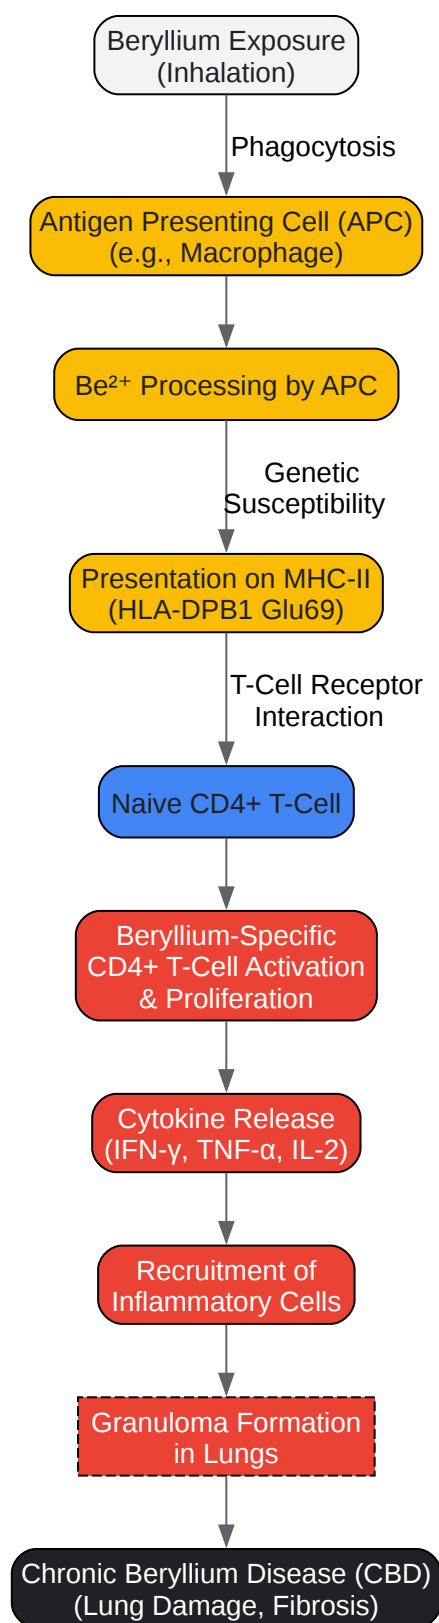 Beryllium Exposure
(Inhalation)
Phagocytosis
Antigen Presenting Cell (APC)
(e.g., Macrophage)
Be²⁺ Processing by APC
Genetic
Susceptibility
Presentation on MHC-II
(HLA-DPB1 Glu69)
T-Cell Receptor
Interaction
Naive CD4+ T-Cell
Beryllium-Specific
CD4+ T-Cell Activation
& Proliferation
Cytokine Release
(IFN-γ, TNF-α, IL-2)
Recruitment of
Inflammatory Cells
Granuloma Formation
in Lungs
Chronic Beryllium Disease (CBD)
(Lung Damage, Fibrosis)